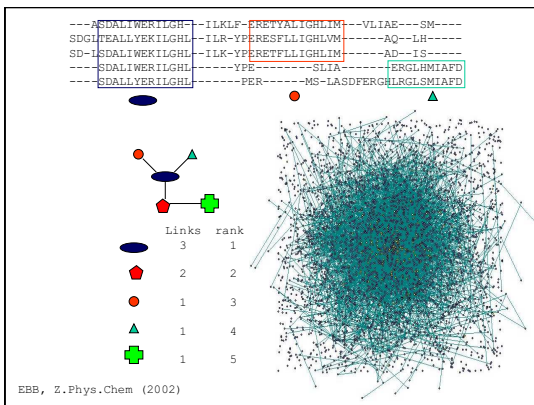 ---ASDALIWERILGH--ILKLF-ERETYALIGHLIM---VLIAE---SM----
SDGLTEALLYEKILGHL-ILR-YPERESFLLIGHLVM-----AQ--LH----
SD-LSDALIWEKILGHL-ILK-YPERETFLLIGHLIM-----AD--IS----
-----SDALIWERILGHL-----YPE-------SLIA-------ERGLHMIAFD
-----SDALLYERILGHL------PER-----MS-LASDFERGHLRGLSMIAFD
Links rank
3 1
2 2
1 3
1 4
1 5
EBB, Z.Phys.Chem (2002)